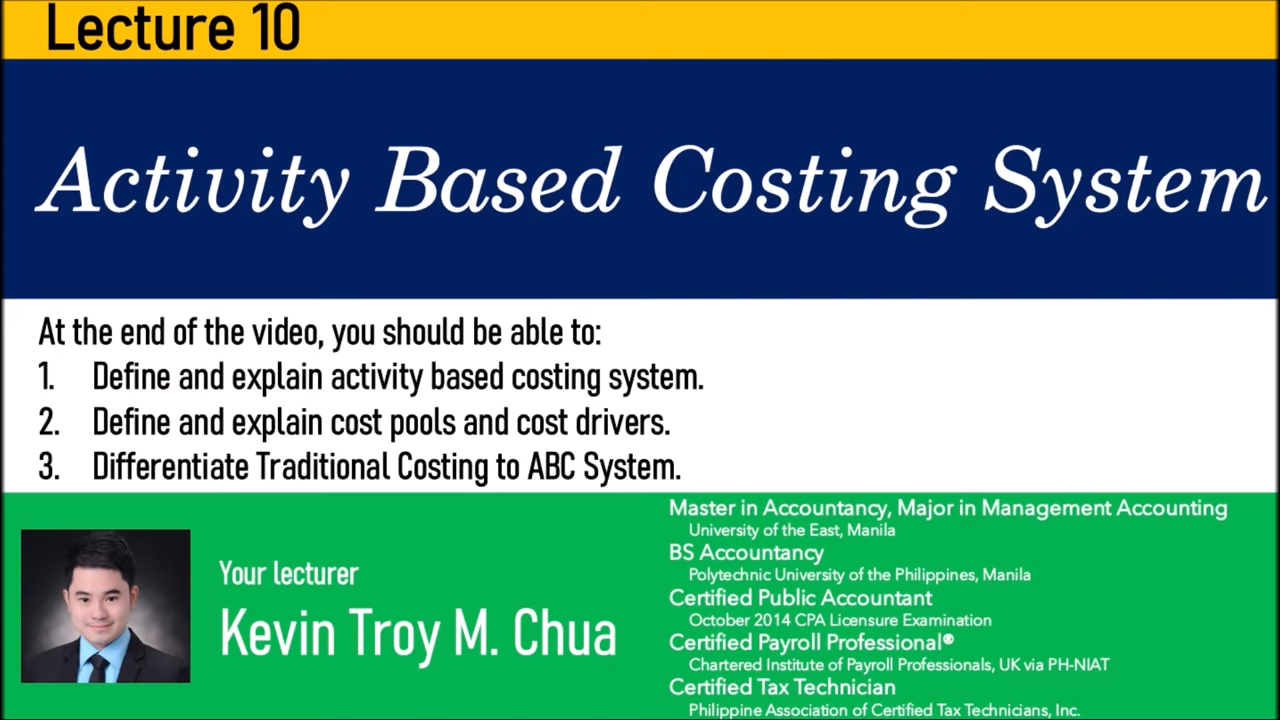 Lecture 10
Activity Based Costing System
At the end of the video, you should be able to:
1. Define and explain activity based costing system.
2. Define and explain cost pools and cost drivers.
3. Differentiate Traditional Costing to ABC System.
Your lecturer
Kevin Troy M. Chua
Master in Accountancy, Major in Management Accounting
University of the East, Manila
BS Accountancy
Polytechnic University of the Philippines, Manila
Certified Public Accountant
October 2014 CPA Licensure Examination
Certified Payroll Professional®
Chartered Institute of Payroll Professionals, UK via PH-NIAT
Certified Tax Technician
Philippine Association of Certified Tax Technicians, Inc.